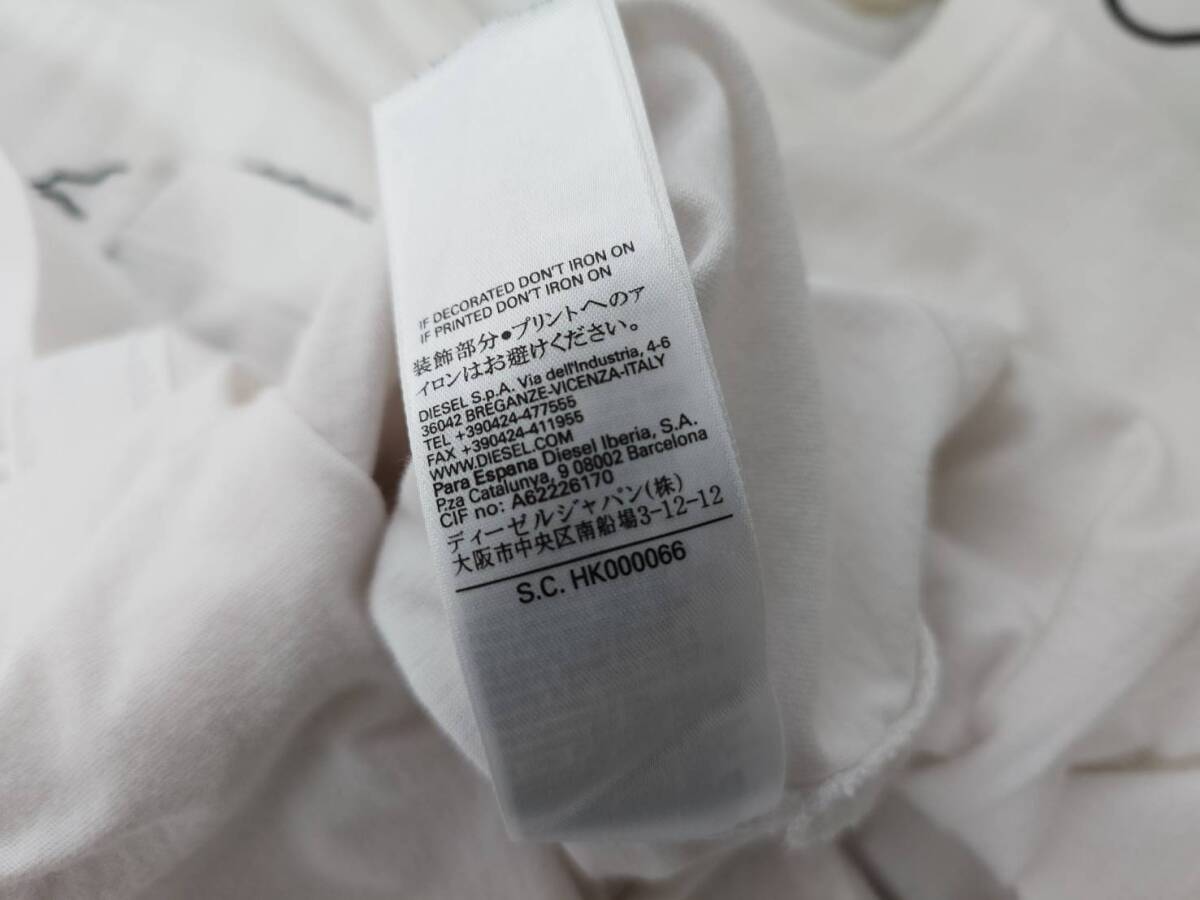 IF DECORATED DON'T IRON ON
IF PRINTED DON'T IRON ON
装飾部分●プリントへのア
イロンはお避けください。
DIESEL S.p.A. Via dell'Industria, 4-6
36042 BREGANZE-VICENZA-ITALY
TEL +390424-477555
FAX +390424-411955
WWW.DIESEL.COM
Para Espana Diesel Iberia, S.A.
P.za Catalunya, 9 08002 Barcelona
CIF no: A62226170
ディーゼルジャパン(株)
大阪市中央区南船場3-12-12
S.C. HK000066